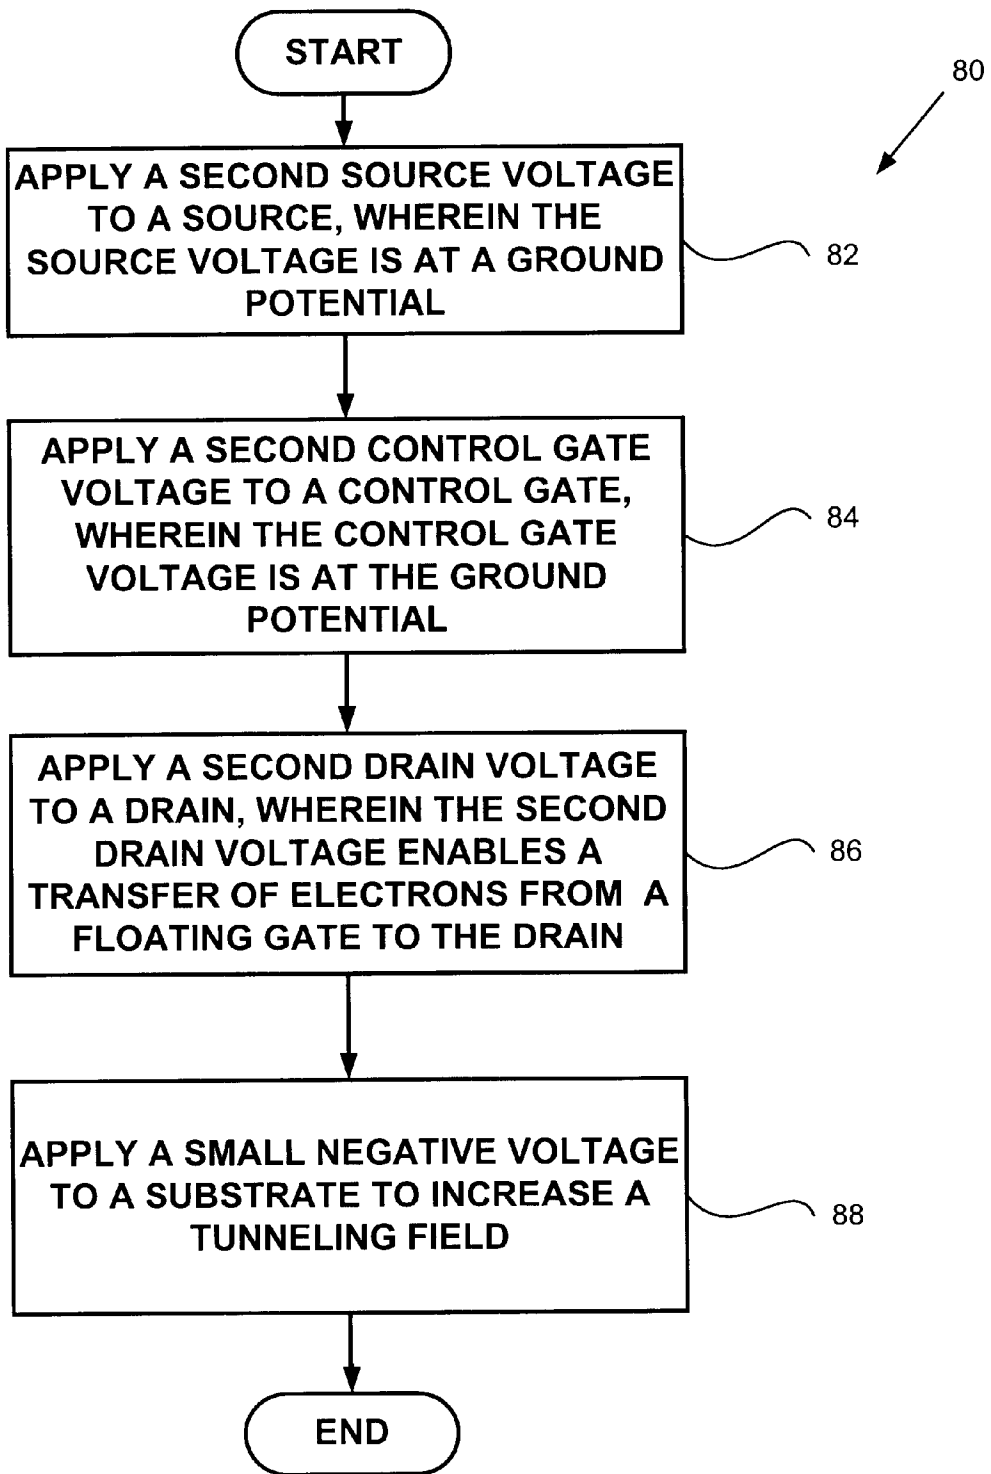 START
80
APPLY A SECOND SOURCE VOLTAGE
TO A SOURCE, WHEREIN THE
SOURCE VOLTAGE IS AT A GROUND
POTENTIAL
82
APPLY A SECOND CONTROL GATE
VOLTAGE TO A CONTROL GATE,
WHEREIN THE CONTROL GATE
VOLTAGE IS AT THE GROUND
POTENTIAL
84
APPLY A SECOND DRAIN VOLTAGE
TO A DRAIN, WHEREIN THE SECOND
DRAIN VOLTAGE ENABLES A
TRANSFER OF ELECTRONS FROM A
FLOATING GATE TO THE DRAIN
86
APPLY A SMALL NEGATIVE VOLTAGE
TO A SUBSTRATE TO INCREASE A
TUNNELING FIELD
88
END